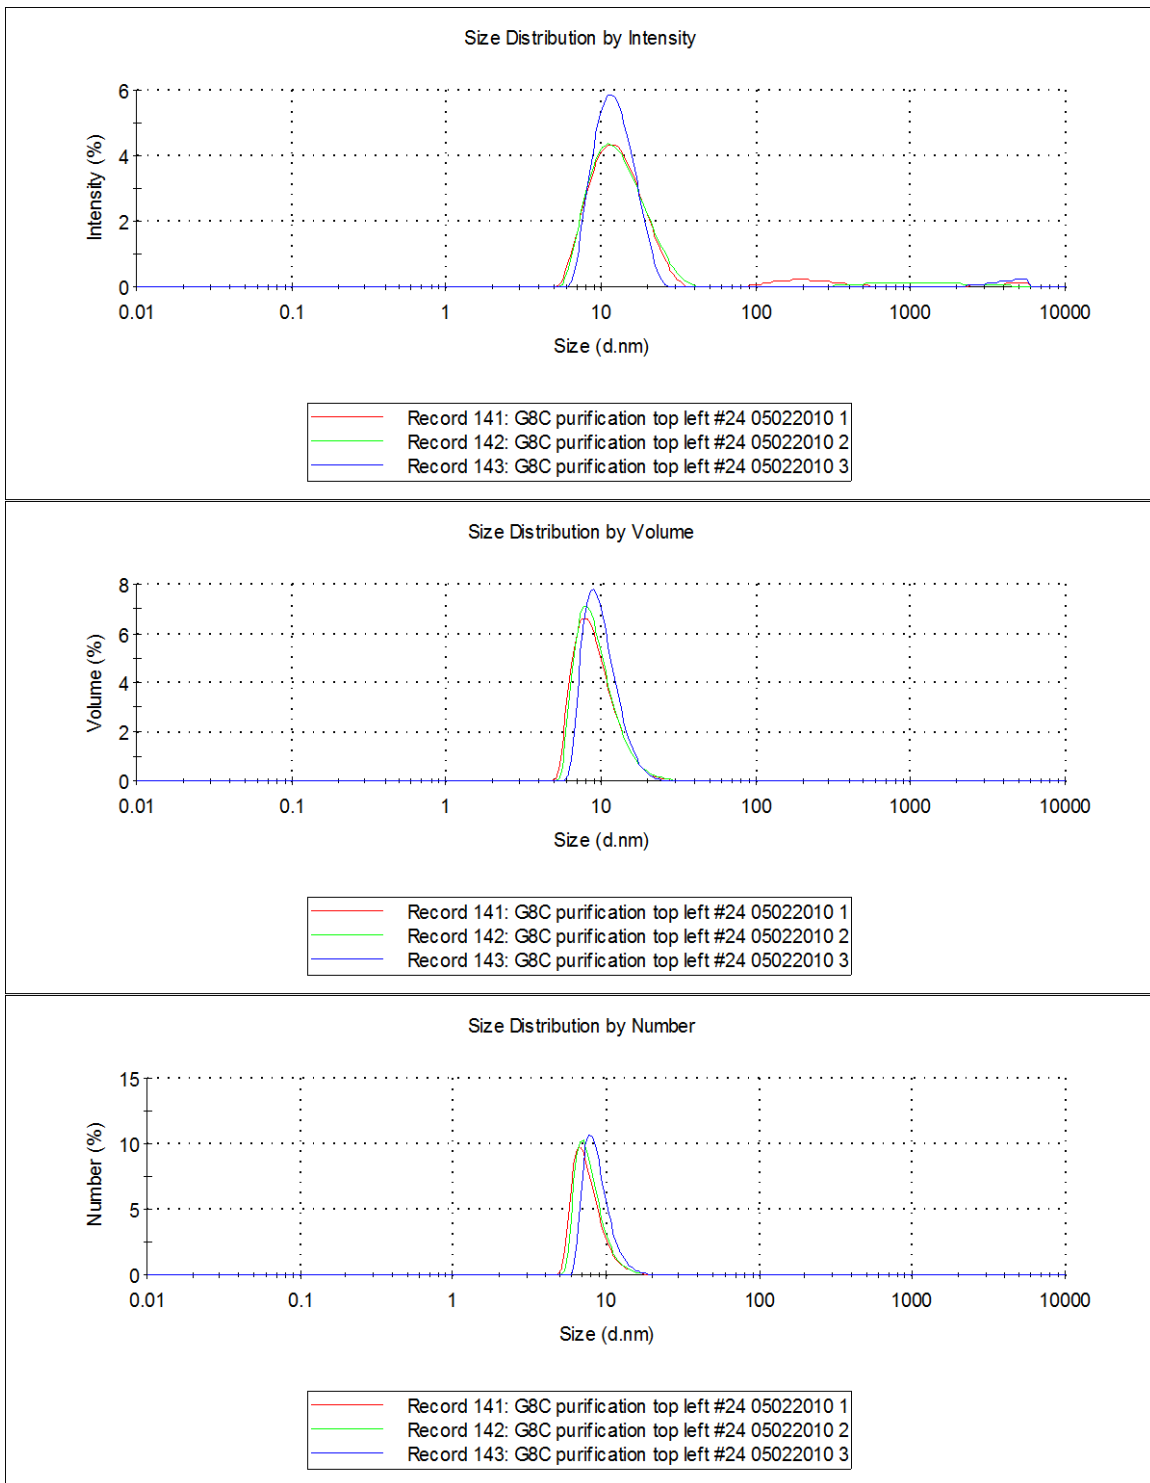 Size Distribution by Intensity
6
4
2
0
Intensity (%)
0.01 0.1 1 10 100 1000 10000
Size (d.nm)
Record 141: G8C purification top left #24 05022010 1
Record 142: G8C purification top left #24 05022010 2
Record 143: G8C purification top left #24 05022010 3
Size Distribution by Volume
8
6
4
2
0
Volume (%)
0.01 0.1 1 10 100 1000 10000
Size (d.nm)
Record 141: G8C purification top left #24 05022010 1
Record 142: G8C purification top left #24 05022010 2
Record 143: G8C purification top left #24 05022010 3
Size Distribution by Number
15
10
5
0
Number (%)
0.01 0.1 1 10 100 1000 10000
Size (d.nm)
Record 141: G8C purification top left #24 05022010 1
Record 142: G8C purification top left #24 05022010 2
Record 143: G8C purification top left #24 05022010 3